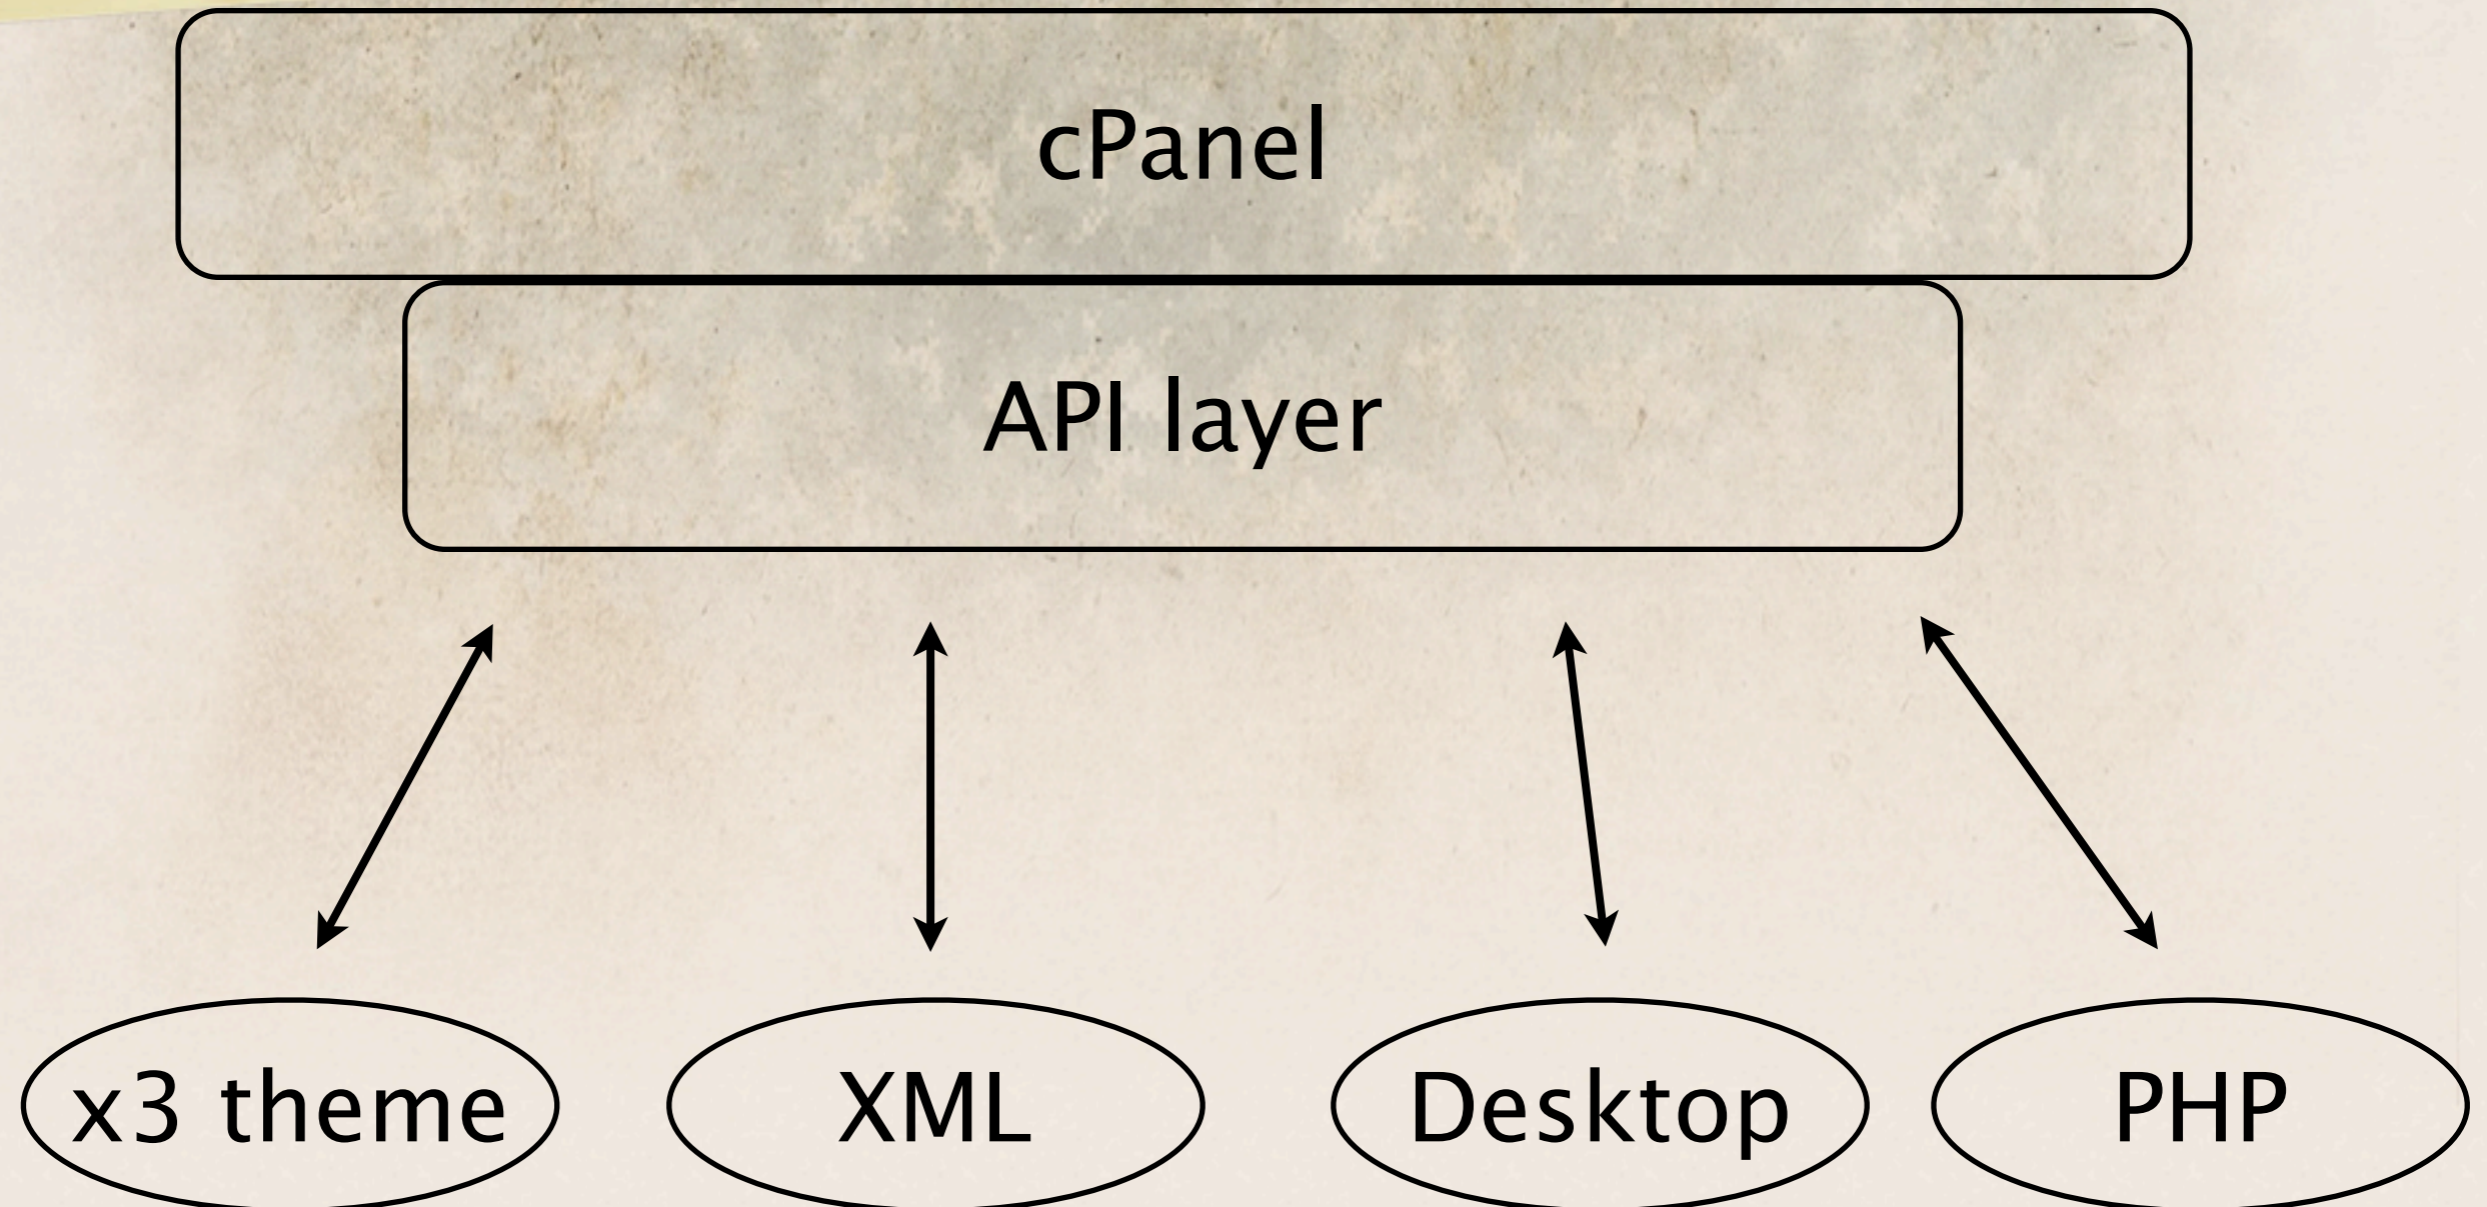 cPanel
API layer
x3 theme
XML
Desktop
PHP